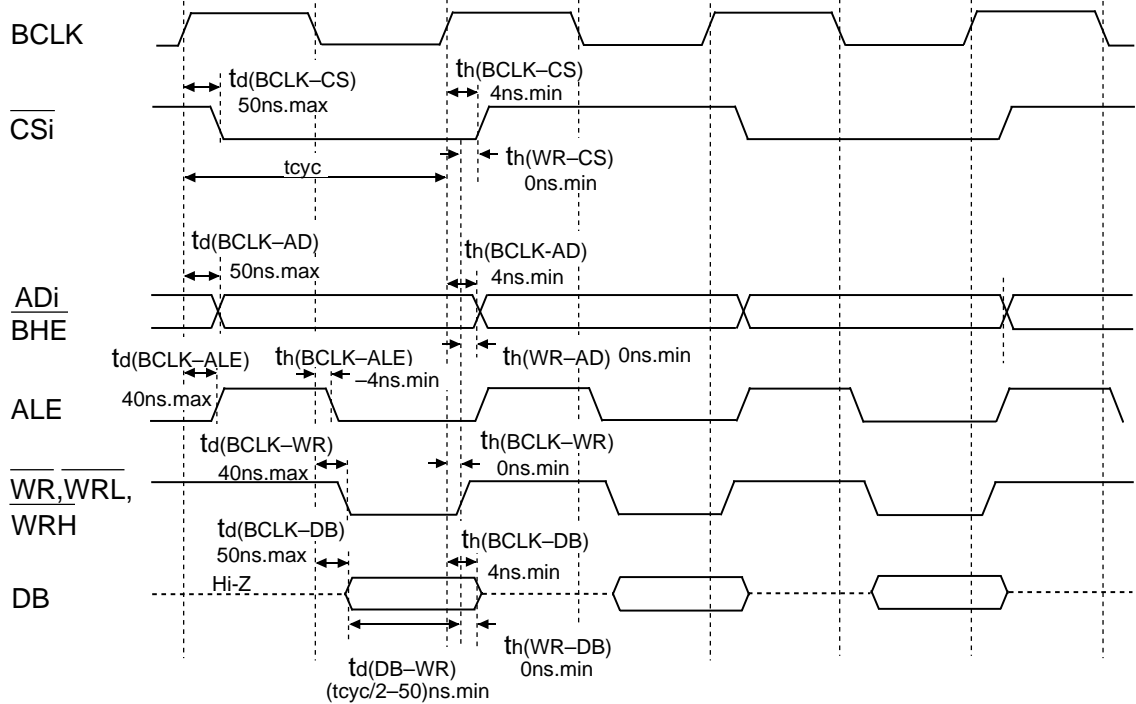 BCLK
td(BCLK–CS)
50ns.max
th(BCLK–CS)
4ns.min
CSi
th(WR–CS)
0ns.min
tcyc
td(BCLK–AD)
50ns.max
th(BCLK-AD)
4ns.min
ADi
BHE
th(WR–AD) 0ns.min
td(BCLK–ALE)
40ns.max
th(BCLK–ALE)
–4ns.min
ALE
td(BCLK–WR)
40ns.max
th(BCLK–WR)
0ns.min
WR,WRL,
WRH
td(BCLK–DB)
50ns.max
th(BCLK–DB)
4ns.min
Hi-Z
DB
td(DB–WR)
(tcyc/2–50)ns.min
th(WR–DB)
0ns.min